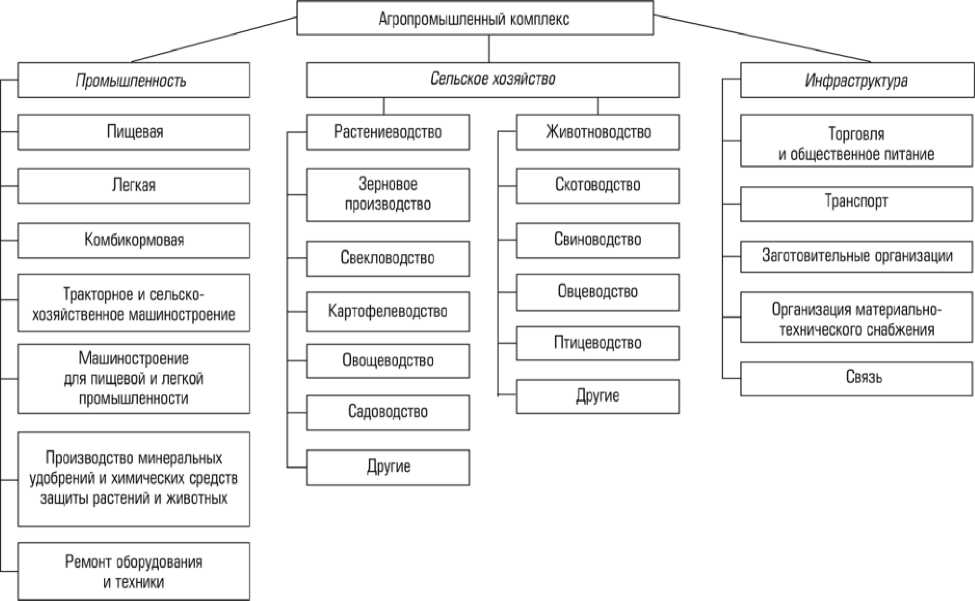 Агропромышленный комплекс
Промышленность
Пищевая
Легкая
Комбикормовая
Тракторное и сельско-
хозяйственное машиностроение
Машиностроение
для пищевой и легкой
промышленности
Производство минеральных
удобрений и химических средств
защиты растений и животных
Ремонт оборудования
и техники
Сельское хозяйство
Растениеводство
Зерновое
производство
Свекловодство
Картофелеводство
Овощеводство
Садоводство
Другие
Животноводство
Скотоводство
Свиноводство
Овцеводство
Птицеводство
Другие
Инфраструктура
Торговля
и общественное питание
Транспорт
Заготовительные организации
Организация материально-
технического снабжения
Связь